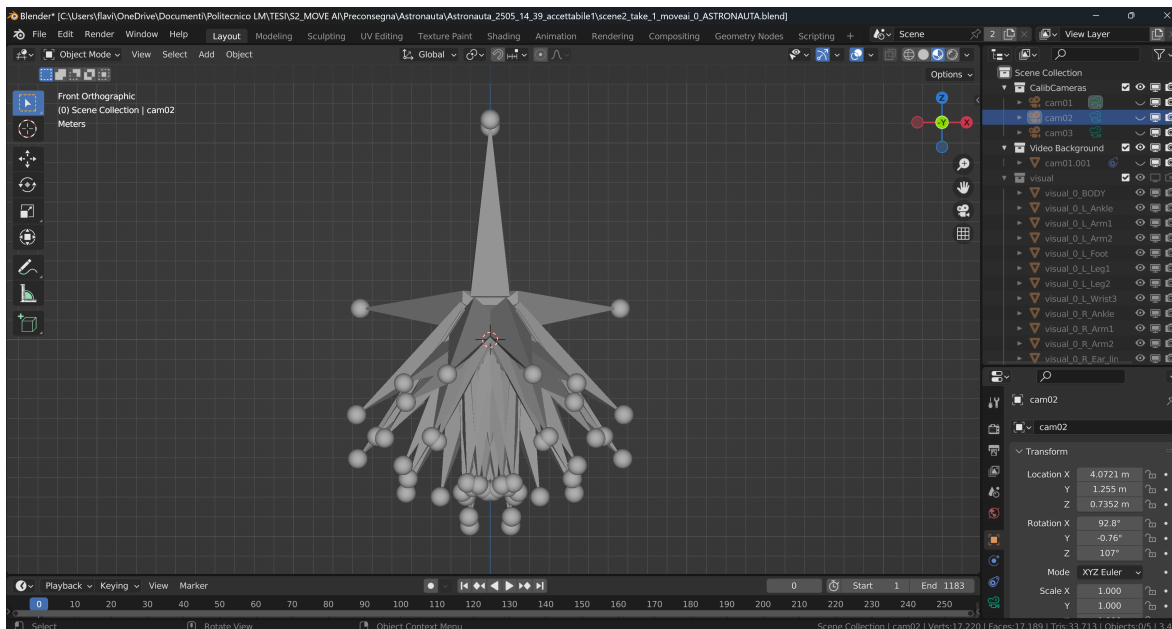 Blender* [C:\Users\flavi\OneDrive\Documenti\Politecnico LM\TESI\S2_MOVE AI\Preconsegna\Astronauta\Astronauta_2505_14_39_accettabile1\scene2_take_1_moveai_0_ASTRONAUTA.blend]
File Edit Render Window Help Layout Modeling Sculpting UV Editing Texture Paint Shading Animation Rendering Compositing Geometry Nodes Scripting + Scene 2 View Layer
Object Mode View Select Add Object Global
Options
Front Orthographic
(0) Scene Collection | cam02
Meters
Z
-Y
X
Scene Collection
CalibCameras
cam01
cam02
cam03
Video Background
cam01.001
visual
visual_0_BODY
visual_0_L_Ankle
visual_0_L_Arm1
visual_0_L_Arm2
visual_0_L_Foot
visual_0_L_Leg1
visual_0_L_Leg2
visual_0_L_Wrist3
visual_0_R_Ankle
visual_0_R_Arm1
visual_0_R_Arm2
visual_0_R_Ear_lin
cam02
cam02
Transform
Location X 4.0721 m
Y 1.255 m
Z 0.7352 m
Rotation X 92.8°
Y -0.76°
Z 107°
Mode XYZ Euler
Scale X 1.000
Y 1.000
Playback Keying View Marker 0 Start 1 End 1183
0 10 20 30 40 50 60 70 80 90 100 110 120 130 140 150 160 170 180 190 200 210 220 230 240 250
Select Rotate View Object Context Menu Scene Collection | cam02 | Verts:17.220 | Faces:17.189 | Tris:33.713 | Objects:0/5 | 3.4